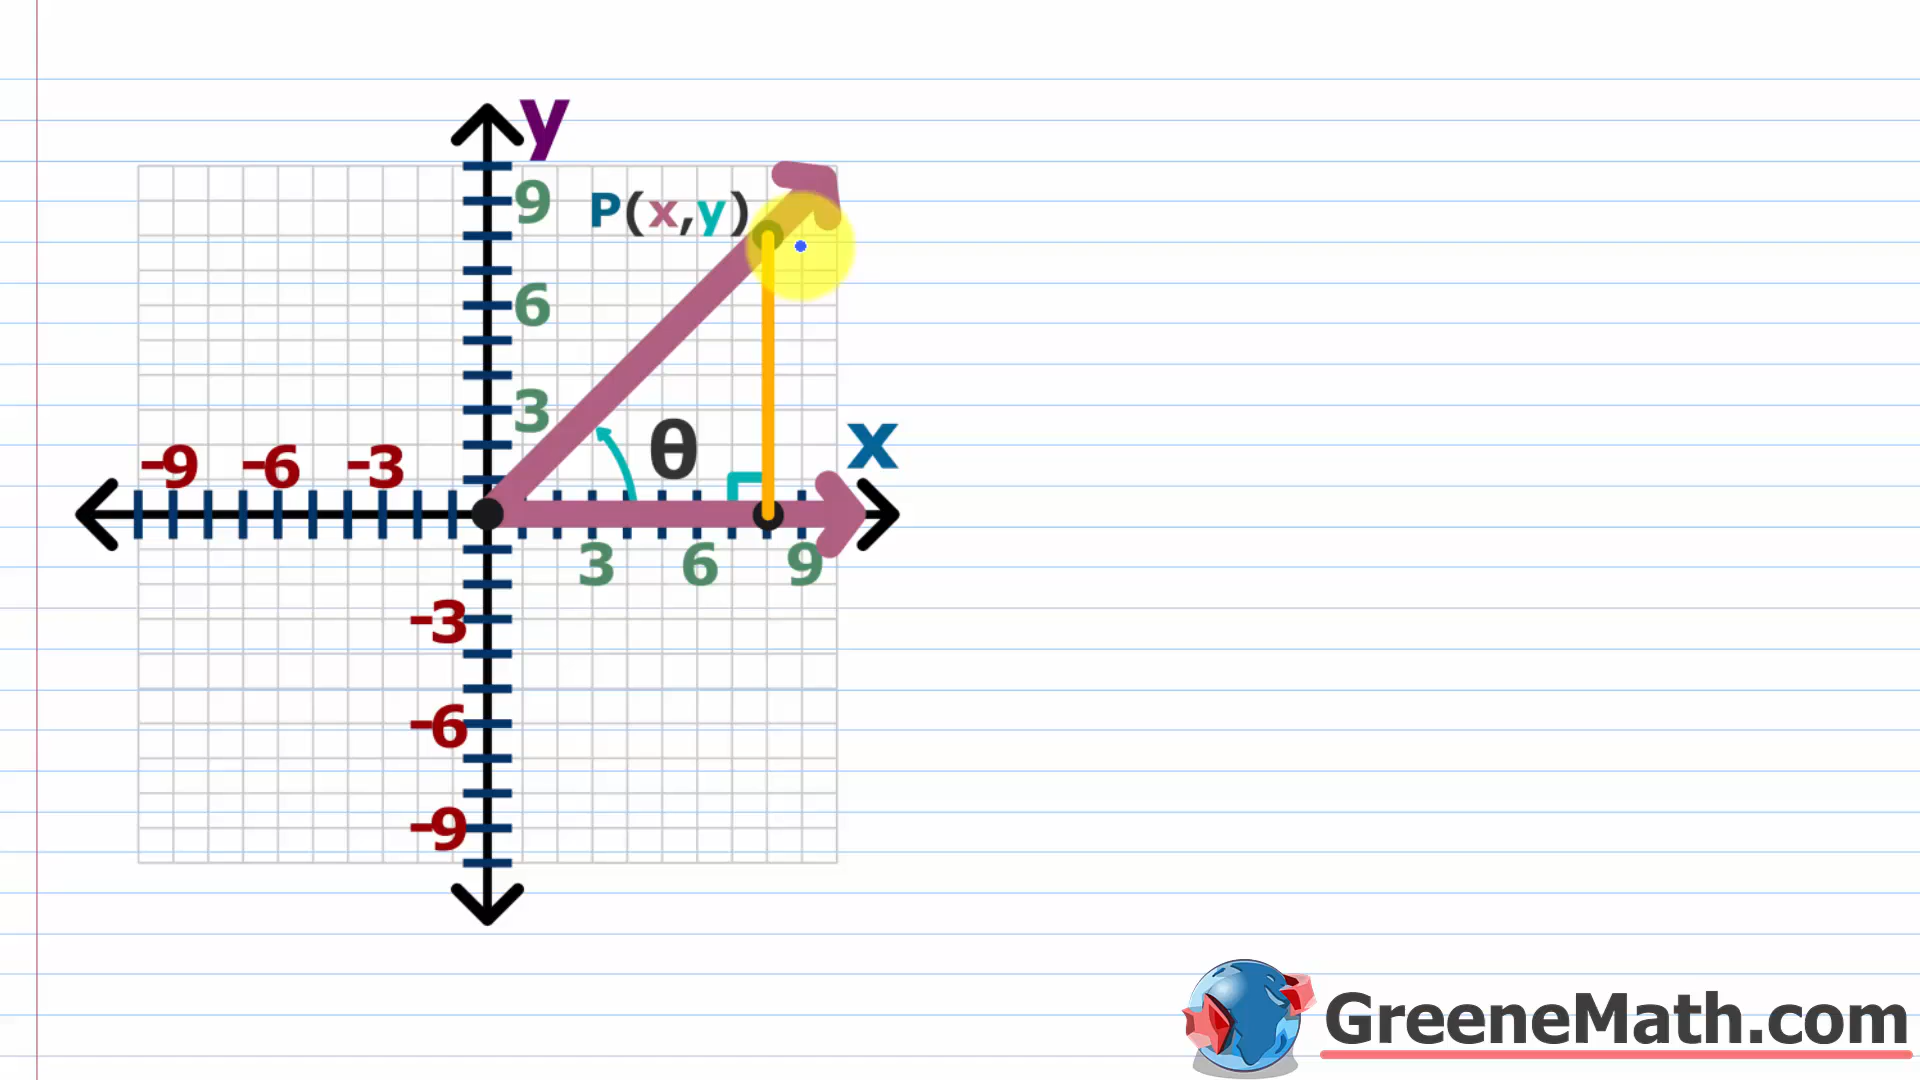 y
9
P(x,y)
6
3
θ
x
-9 -6 -3
3 6 9
-3
-6
-9
GreeneMath.com